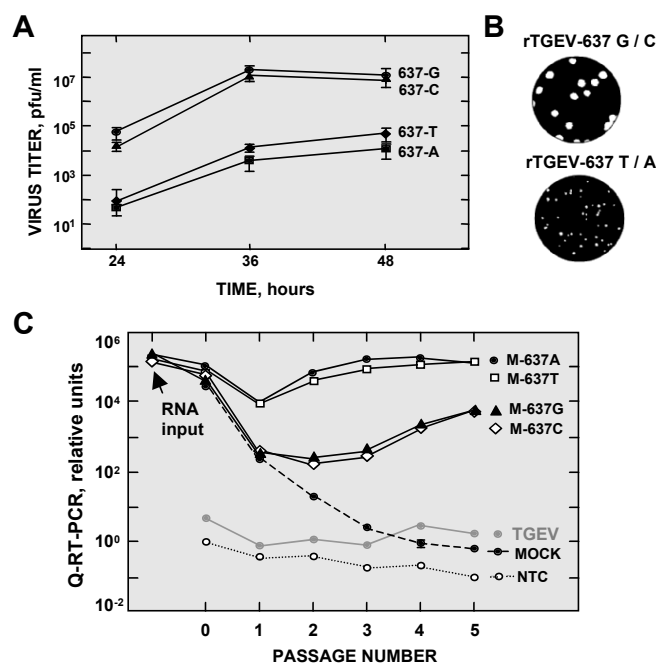 A
VIRUS TITER, pfu/ml
10^7
10^5
10^3
10^1
637-G
637-C
637-T
637-A
24
36
48
TIME, hours
B
rTGEV-637 G / C
rTGEV-637 T / A
C
Q-RT-PCR, relative units
10^6
10^4
10^2
10^0
10^-2
RNA
input
M-637A
M-637T
M-637G
M-637C
TGEV
MOCK
NTC
0
1
2
3
4
5
PASSAGE NUMBER